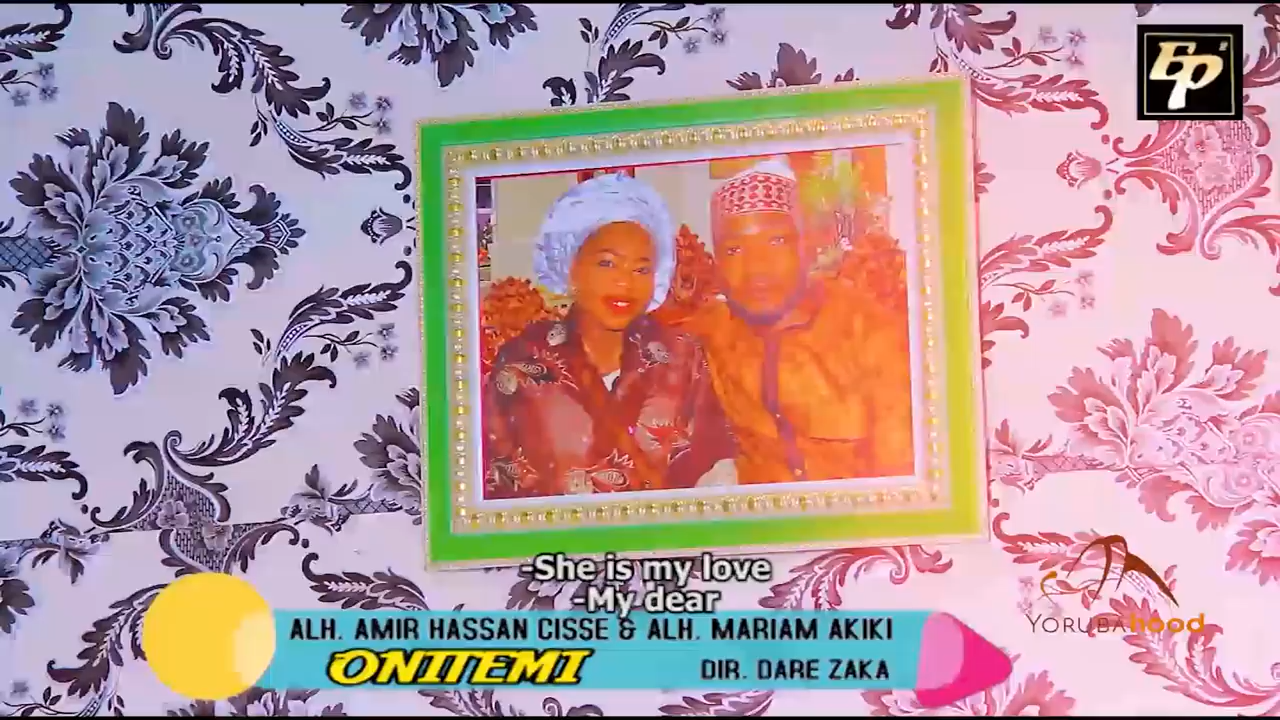 EP
-She is my love
-My dear
ALH. AMIR HASSAN CISSE & ALH. MARIAM AKIKI
ONITEMI
DIR. DARE ZAKA
YORUBAhood